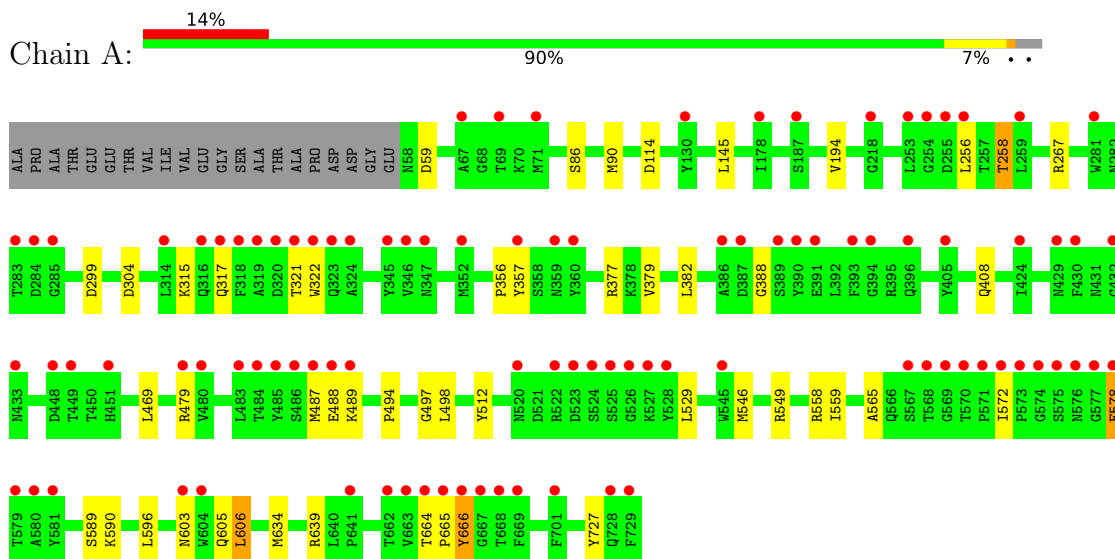 14%
Chain A:
90% 7% • •
ALA PRO ALA THR GLU GLU THR VAL ILE VAL GLU GLY SER ALA THR ALA PRO ASP ASP GLY GLU N58 D59 A67 G68 T69 K70 M71 S86 M90 D114 Y130 L145 I178 S187 V194 G218 L253 G254 D255 L256 T257 T258 L259 R267 W281 N282
T283 D284 G285 D299 D304 L314 K315 Q316 Q317 F318 A319 D320 T321 W322 Q323 A324 Y345 V346 N347 M352 P356 Y357 S358 N359 Y360 R377 K378 V379 L382 A386 D387 G388 S389 Y390 E391 L392 F393 G394 R395 Q396 Y405 Q408 I424 N429 F430 N431
N433 D448 T449 T450 H451 L469 R479 V480 L483 T484 Y485 S486 M487 E488 K489 P494 G497 L498 Y512 N520 D521 R522 D523 S524 S525 G526 K527 Y528 L529 W545 M546 R549 R558 I559 A565 Q566 S567 T568 G569 T570 P571 I572 P573 G574 S575 N576 G577
T579 A580 Y581 S589 K590 L596 N603 W604 Q605 L606 M634 R639 L640 P641 T662 V663 T664 P665 Y666 G667 T668 F669 F701 Y727 Q728 F729